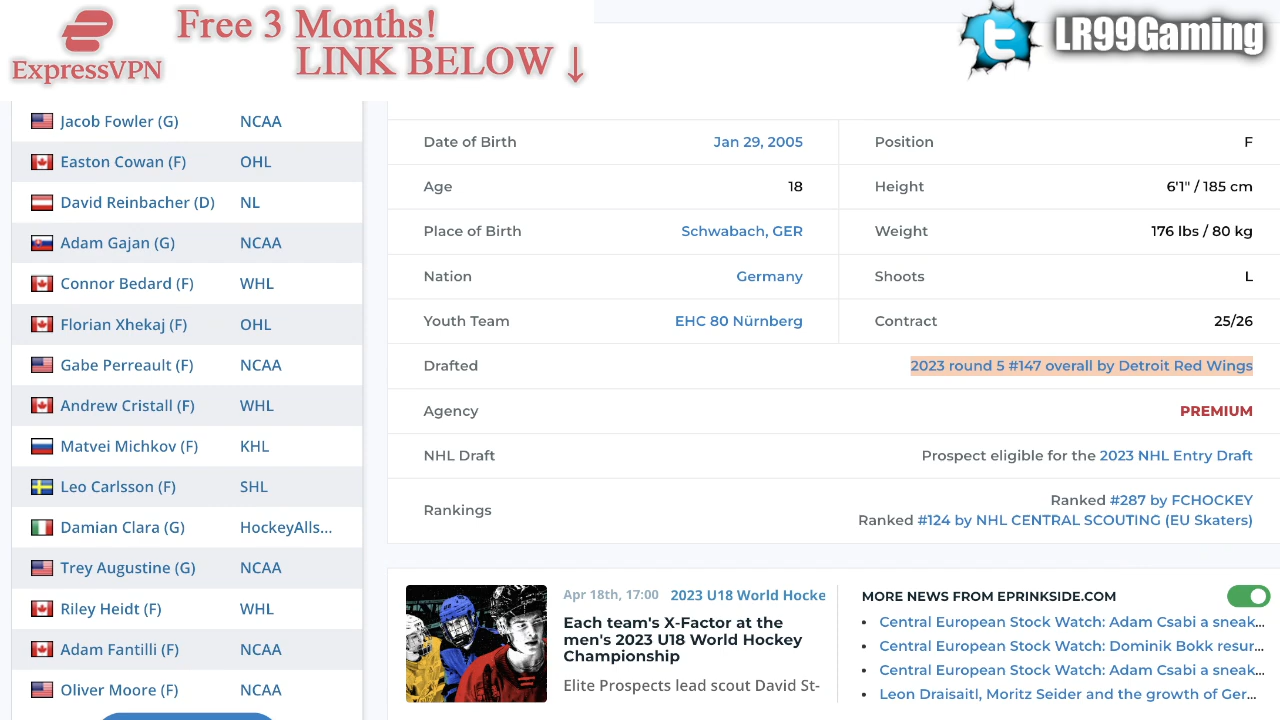 Free 3 Months!
LINK BELOW ↓
ExpressVPN
LR99Gaming
Jacob Fowler (G) NCAA
Easton Cowan (F) OHL
David Reinbacher (D) NL
Adam Gajan (G) NCAA
Connor Bedard (F) WHL
Florian Xhekaj (F) OHL
Gabe Perreault (F) NCAA
Andrew Cristall (F) WHL
Matvei Michkov (F) KHL
Leo Carlsson (F) SHL
Damian Clara (G) HockeyAlls...
Trey Augustine (G) NCAA
Riley Heidt (F) WHL
Adam Fantilli (F) NCAA
Oliver Moore (F) NCAA
Date of Birth Jan 29, 2005 Position F
Age 18 Height 6'1" / 185 cm
Place of Birth Schwabach, GER Weight 176 lbs / 80 kg
Nation Germany Shoots L
Youth Team EHC 80 Nürnberg Contract 25/26
Drafted 2023 round 5 #147 overall by Detroit Red Wings
Agency PREMIUM
NHL Draft Prospect eligible for the 2023 NHL Entry Draft
Rankings Ranked #287 by FCHOCKEY
Ranked #124 by NHL CENTRAL SCOUTING (EU Skaters)
Apr 18th, 17:00 2023 U18 World Hocke
Each team's X-Factor at the
men's 2023 U18 World Hockey
Championship
Elite Prospects lead scout David St-
MORE NEWS FROM EPRINKSIDE.COM
• Central European Stock Watch: Adam Csabi a sneak...
• Central European Stock Watch: Dominik Bokk resur...
• Central European Stock Watch: Adam Csabi a sneak...
• Leon Draisaitl, Moritz Seider and the growth of Ger...